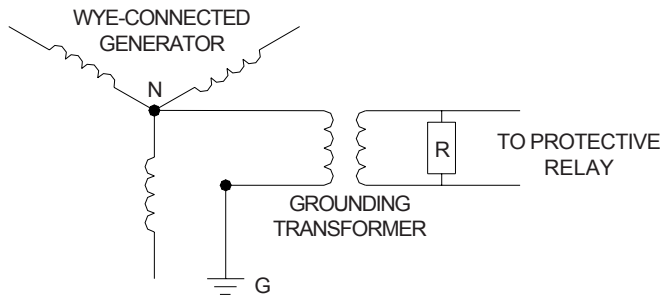 WYE-CONNECTED
GENERATOR
N
R
TO PROTECTIVE
RELAY
GROUNDING
TRANSFORMER
G